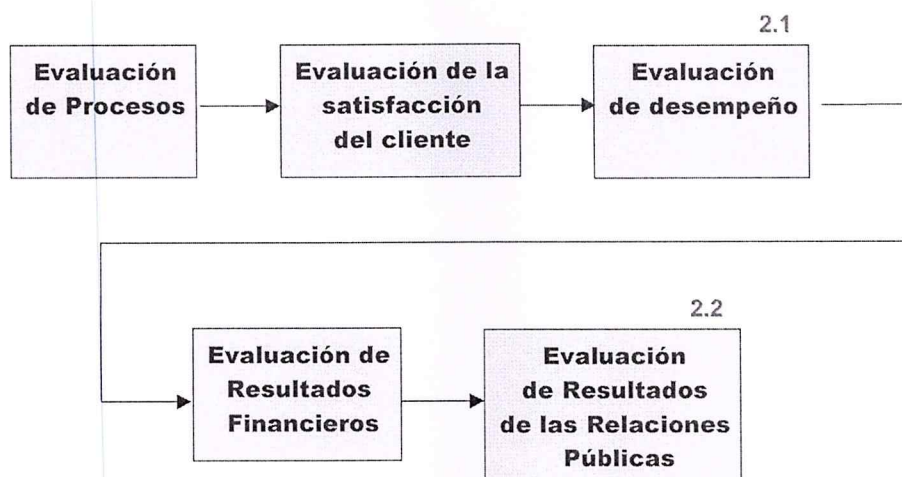 Evaluación
de Procesos
Evaluación de la
satisfacción
del cliente
2.1
Evaluación
de desempeño
Evaluación de
Resultados
Financieros
2.2
Evaluación
de Resultados
de las Relaciones
Públicas